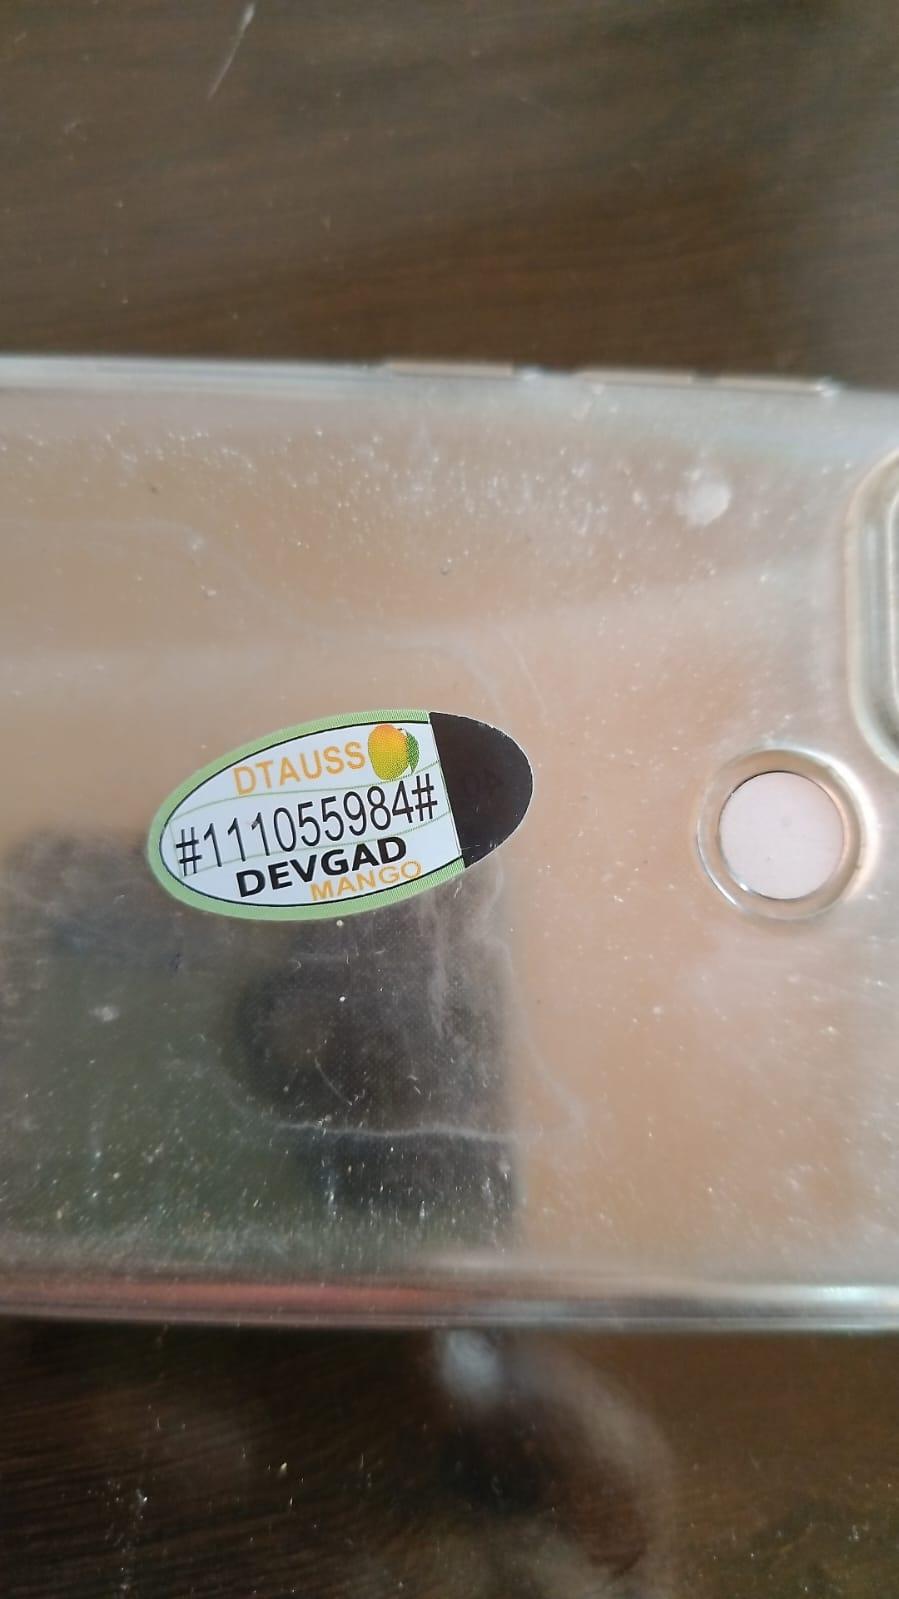 DTAUSS
#111055984#
DEVGAD
MANGO